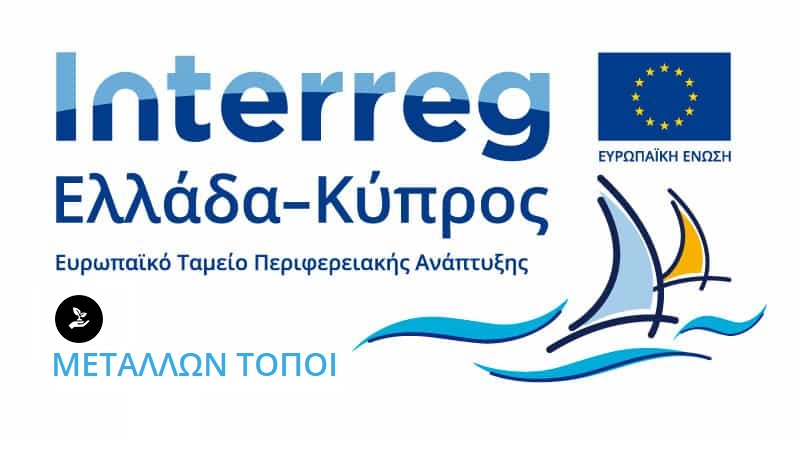 Interreg
ΕΥΡΩΠΑΪΚΗ ΕΝΩΣΗ
Ελλάδα–Κύπρος
Ευρωπαϊκό Ταμείο Περιφερειακής Ανάπτυξης
ΜΕΤΑΛΛΩΝ ΤΟΠΟΙ